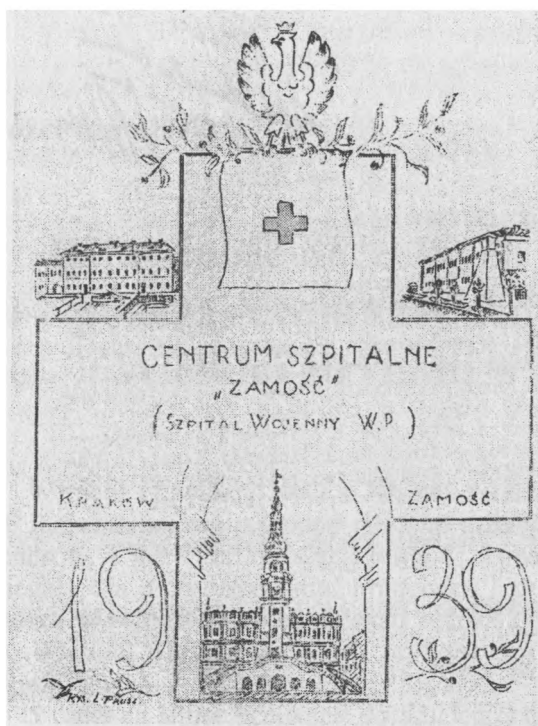 CENTRUM SZPITALNE
„ZAMOŚĆ"
(SZPITAL WOJENNY W.P.)
KRAKÓW ZAMOŚĆ
19 39